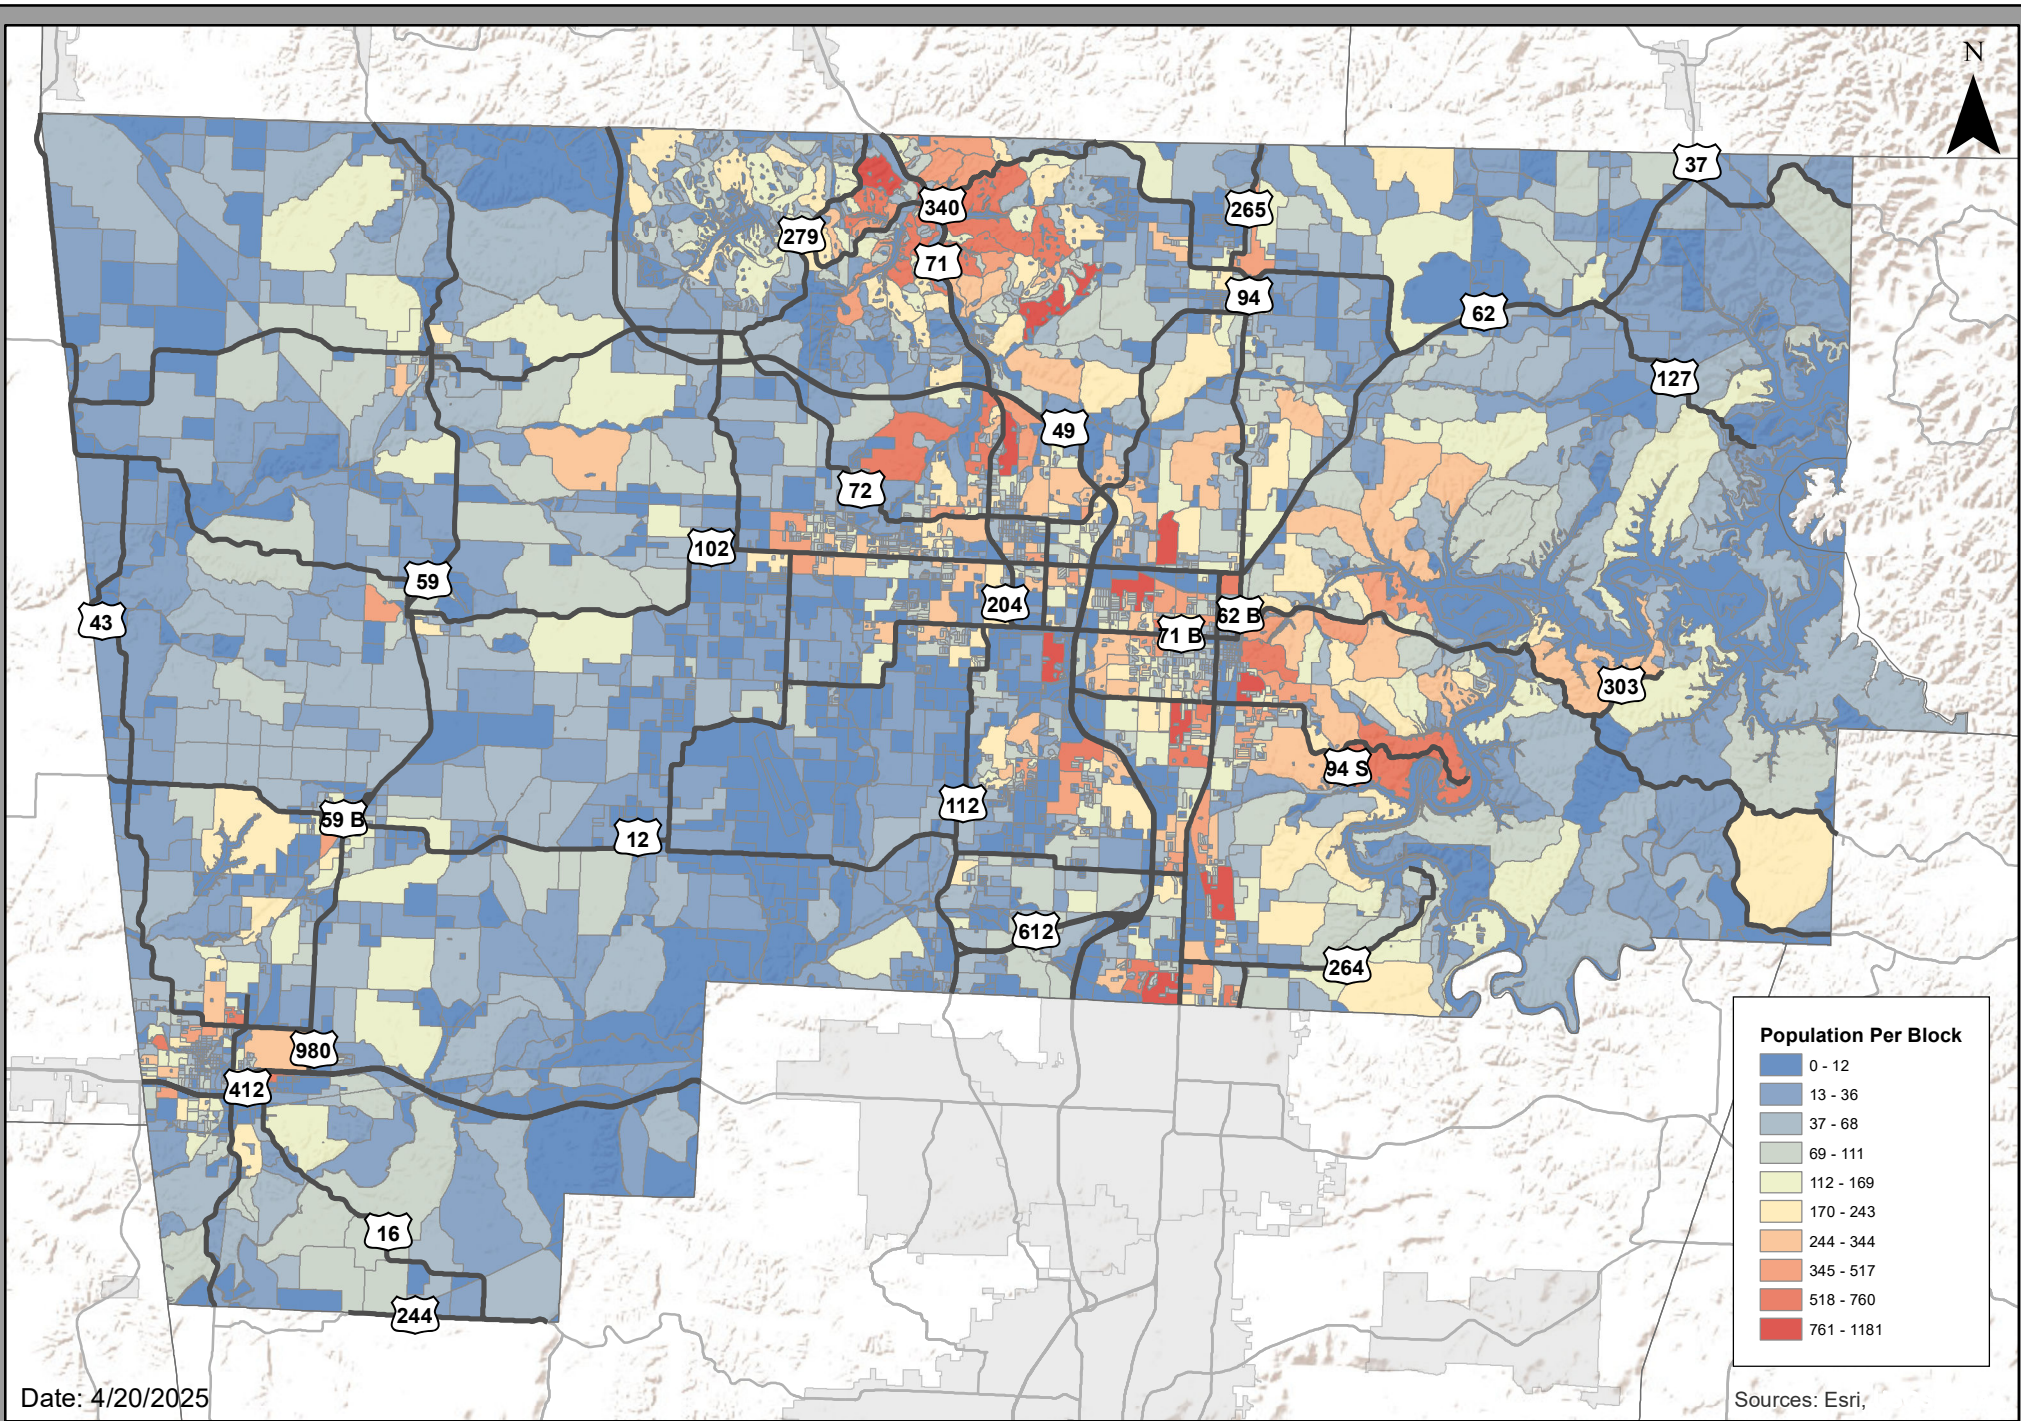 N
37
340
265
279
71
94
62
127
49
72
102
59
204
43
62 B
71 B
303
94 S
112
59 B
12
612
264
980
412
16
244
Population Per Block
0 - 12
13 - 36
37 - 68
69 - 111
112 - 169
170 - 243
244 - 344
345 - 517
518 - 760
761 - 1181
Date: 4/20/2025
Sources: Esri,